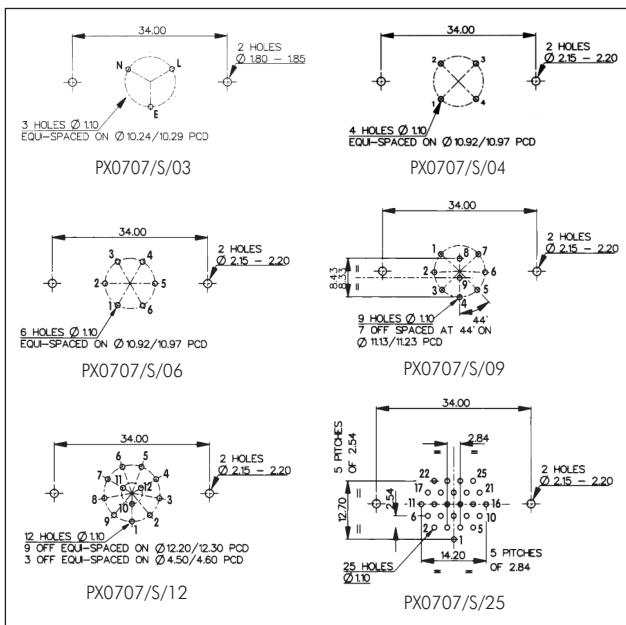 34.00
2 HOLES
Ø 1.80 – 1.85
N
L
E
3 HOLES Ø 1.10
EQUI-SPACED ON Ø 10.24/10.29 PCD
PX0707/S/03
34.00
2 HOLES
Ø 2.15 – 2.20
2
3
1
4
4 HOLES Ø 1.10
EQUI-SPACED ON Ø 10.92/10.97 PCD
PX0707/S/04
34.00
2 HOLES
Ø 2.15 – 2.20
3
4
2
5
1
6
6 HOLES Ø 1.10
EQUI-SPACED ON Ø 10.92/10.97 PCD
PX0707/S/06
34.00
2 HOLES
Ø 2.15 – 2.20
8.43
8.33
=
=
1
7
8
2
6
9
3
5
4
44'
9 HOLES Ø 1.10
7 OFF SPACED AT 44' ON
Ø 11.13/11.23 PCD
PX0707/S/09
34.00
2 HOLES
Ø 2.15 – 2.20
6
5
7
4
11
12
8
3
10
9
2
1
12 HOLES Ø 1.10
9 OFF EQUI-SPACED ON Ø 12.20/12.30 PCD
3 OFF EQUI-SPACED ON Ø 4.50/4.60 PCD
PX0707/S/12
34.00
2.84
= =
5 PITCHES
OF 2.54
2 HOLES
Ø 2.15 – 2.20
12.70
=
=
2.54
22
25
17
21
11
16
6
10
2
5
1
25 HOLES
Ø 1.10
14.20
5 PITCHES
OF 2.84
= =
PX0707/S/25